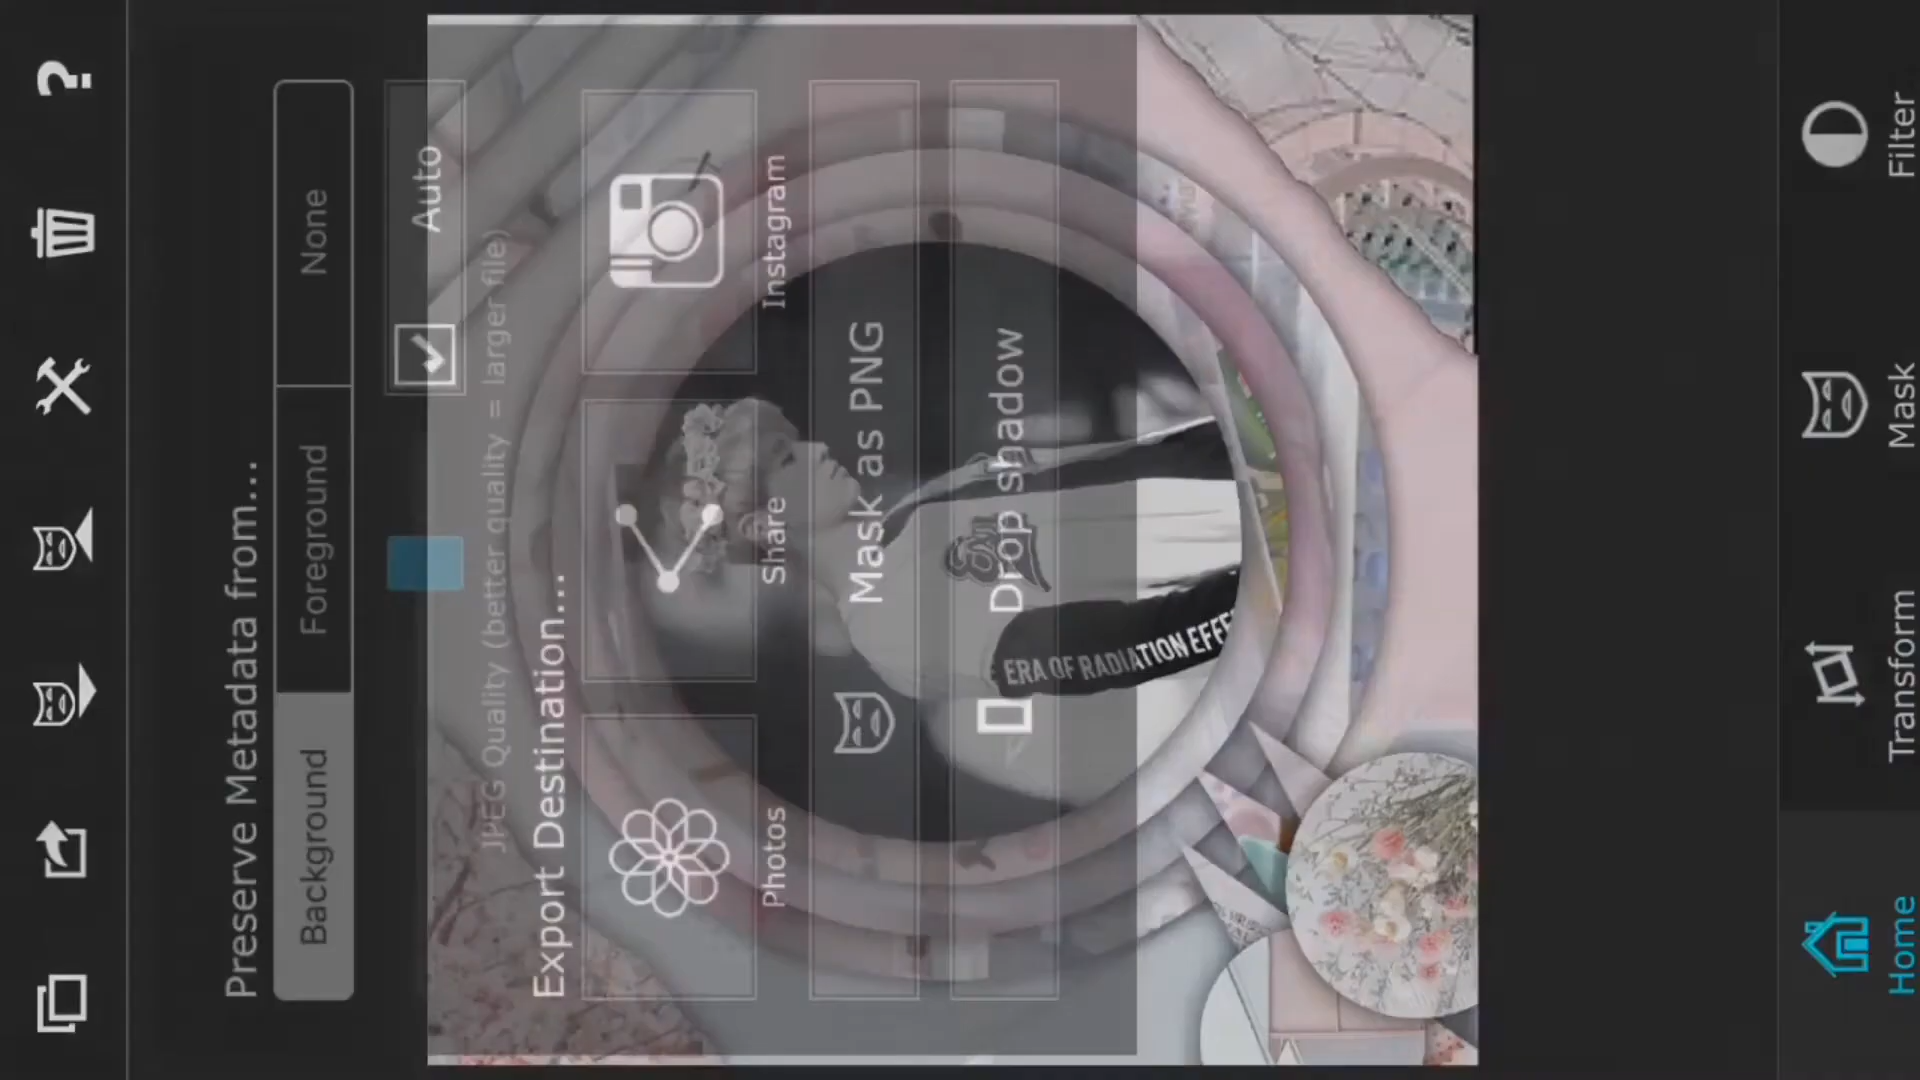 Preserve Metadata from...
Background
Foreground
None
Auto
JPEG Quality (better quality = larger file)
Export Destination...
Photos
Share
Instagram
Mask as PNG
Drop shadow
ERA OF RADIATION EFFE
Home
Transform
Mask
Filter